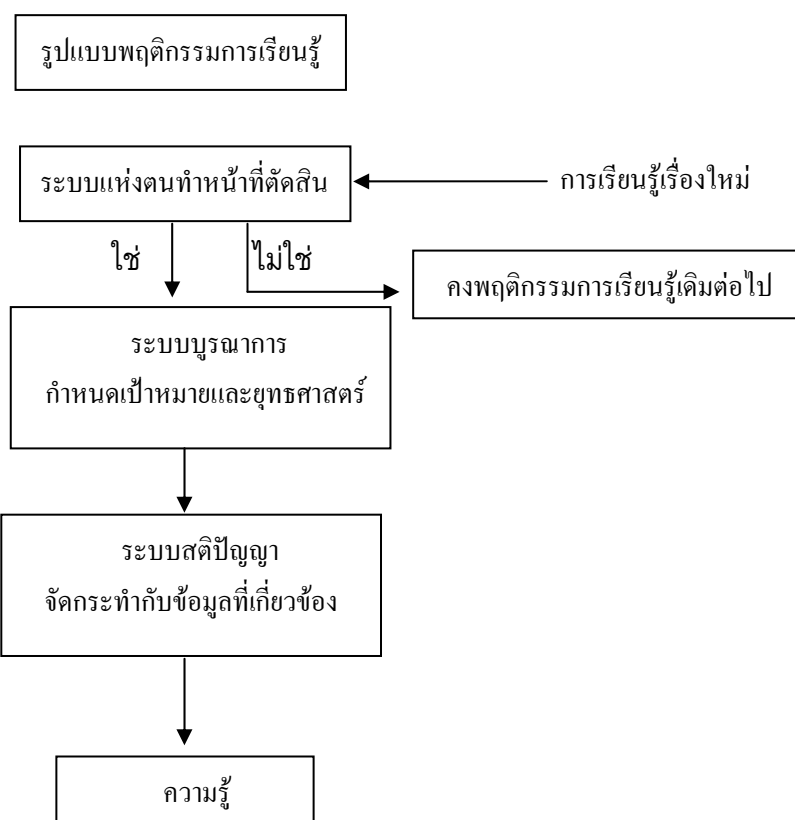 รูปแบบพฤติกรรมการเรียนรู้
ระบบแห่งตนทำหน้าที่ตัดสิน
การเรียนรู้เรื่องใหม่
ใช่
ไม่ใช่
คงพฤติกรรมการเรียนรู้เดิมต่อไป
ระบบบูรณาการ
กำหนดเป้าหมายและยุทธศาสตร์
ระบบสติปัญญา
จัดกระทำกับข้อมูลที่เกี่ยวข้อง
ความรู้